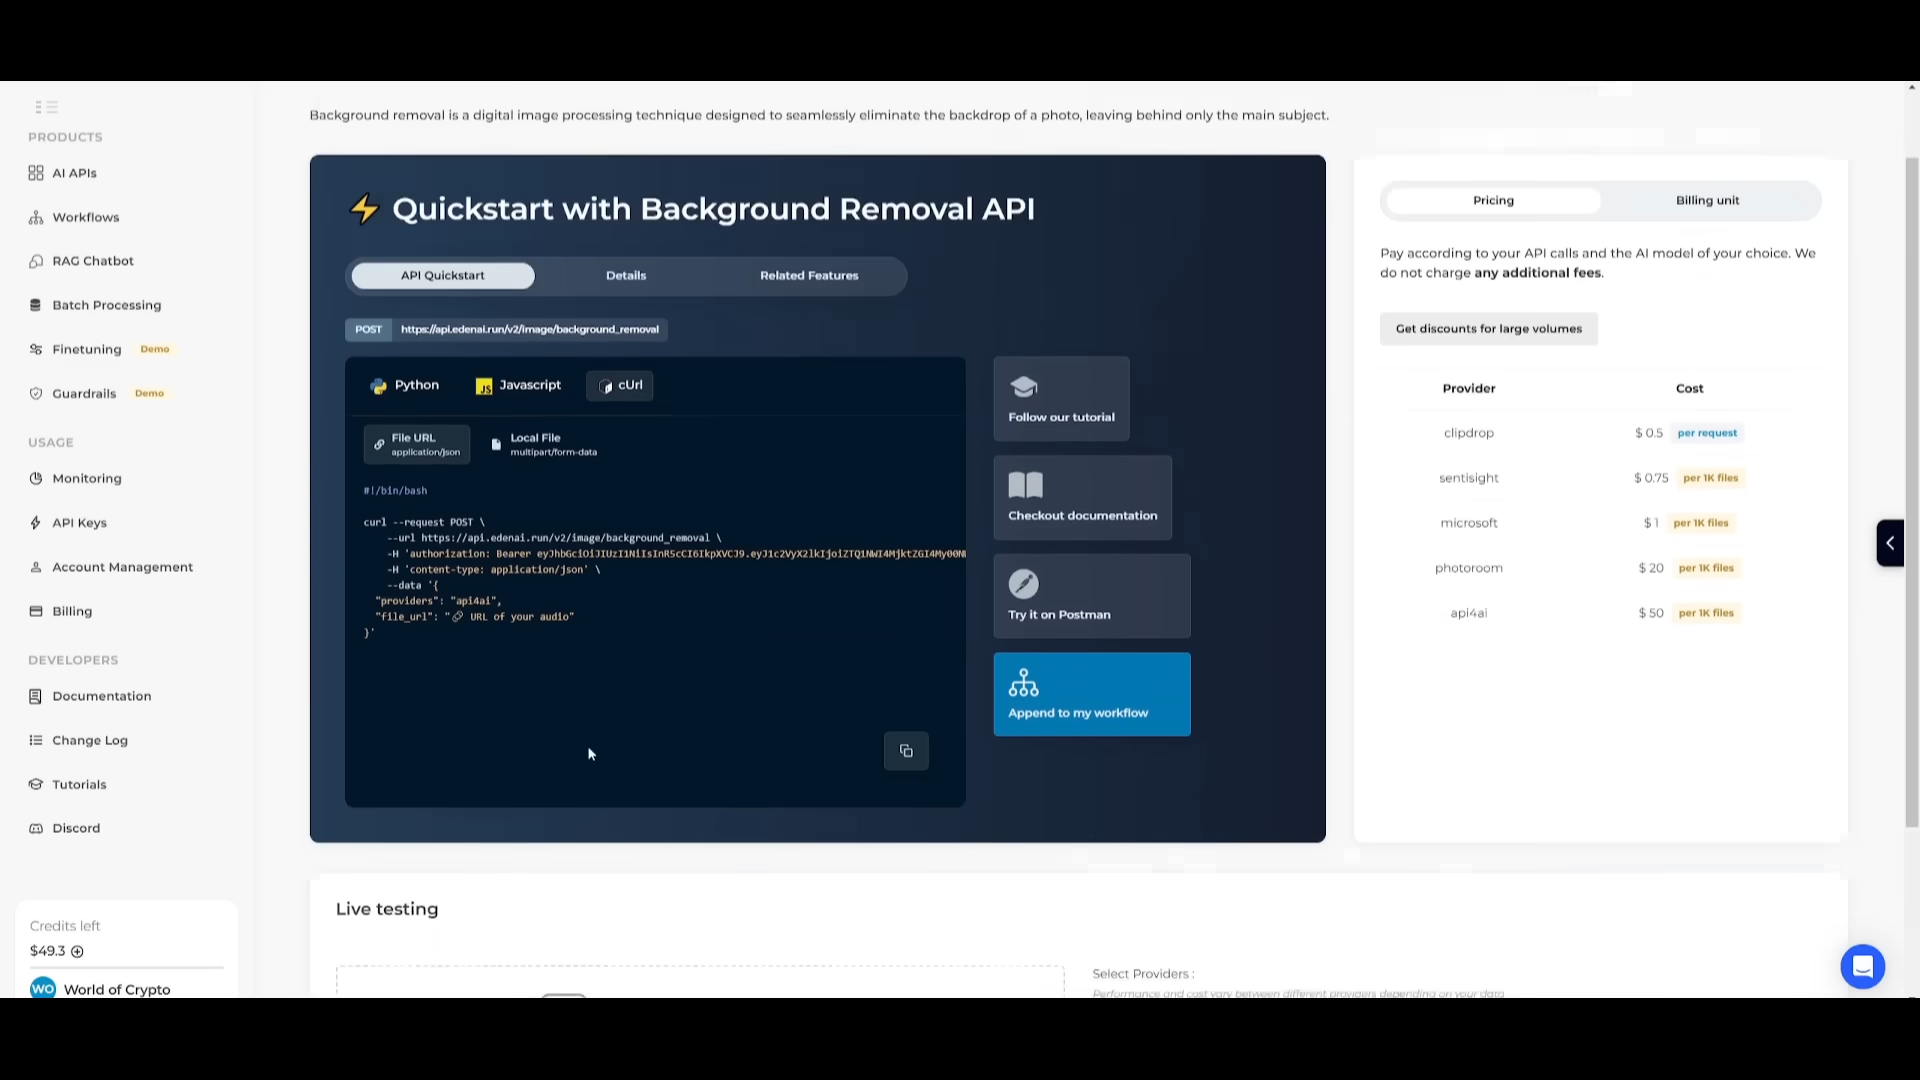 PRODUCTS
AI APIs
Workflows
RAG Chatbot
Batch Processing
Finetuning Demo
Guardrails Demo
USAGE
Monitoring
API Keys
Account Management
Billing
DEVELOPERS
Documentation
Change Log
Tutorials
Discord
Credits left
$49.3
WO World of Crypto
Background removal is a digital image processing technique designed to seamlessly eliminate the backdrop of a photo, leaving behind only the main subject.
⚡ Quickstart with Background Removal API
API Quickstart Details Related Features
POST https://api.edenai.run/v2/image/background_removal
Python JS Javascript cUrl
File URL
application/json
Local File
multipart/form-data
#!/bin/bash
curl --request POST \
--url https://api.edenai.run/v2/image/background_removal \
-H 'authorization: Bearer
-H 'content-type: application/json' \
--data '{
"providers": "api4ai",
"file_url": "🔗 URL of your audio"
}'
Follow our tutorial
Checkout documentation
Try it on Postman
Append to my workflow
Pricing Billing unit
Pay according to your API calls and the AI model of your choice. We
do not charge any additional fees.
Get discounts for large volumes
Provider Cost
clipdrop $ 0.5 per request
sentisight $ 0.75 per 1K files
microsoft $ 1 per 1K files
photoroom $ 20 per 1K files
api4ai $ 50 per 1K files
Live testing
Select Providers :
Performance and cost vary between different providers depending on your data